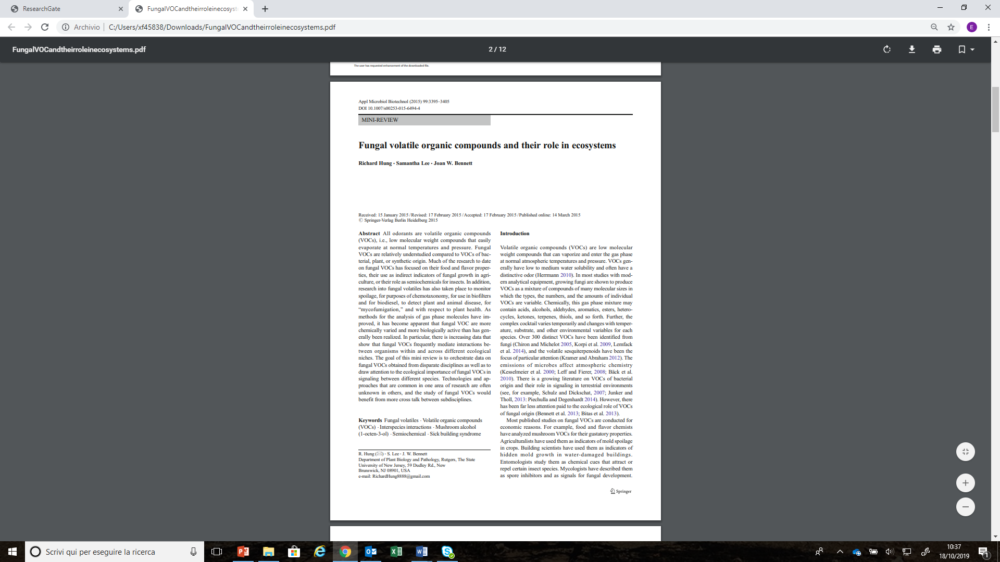 ResearchGate
FungalVOCandtheirroleinecosyst
Archivio
C:/Users/xf45838/Downloads/FungalVOCandtheirroleinecosystems.pdf
E
FungalVOCandtheirroleinecosystems.pdf
2 / 12
The user has requested enhancement of the downloaded file.
Appl Microbiol Biotechnol (2015) 99:3395–3405
DOI 10.1007/s00253-015-6494-4
MINI-REVIEW
Fungal volatile organic compounds and their role in ecosystems
Richard Hung · Samantha Lee · Joan W. Bennett
Received: 15 January 2015 / Revised: 17 February 2015 / Accepted: 17 February 2015 / Published online: 14 March 2015
© Springer-Verlag Berlin Heidelberg 2015
Abstract All odorants are volatile organic compounds
(VOCs), i.e., low molecular weight compounds that easily
evaporate at normal temperatures and pressure. Fungal
VOCs are relatively understudied compared to VOCs of bac-
terial, plant, or synthetic origin. Much of the research to date
on fungal VOCs has focused on their food and flavor proper-
ties, their use as indirect indicators of fungal growth in agri-
culture, or their role as semiochemicals for insects. In addition,
research into fungal volatiles has also taken place to monitor
spoilage, for purposes of chemotaxonomy, for use in biofilters
and for biodiesel, to detect plant and animal disease, for
“mycofumigation,” and with respect to plant health. As
methods for the analysis of gas phase molecules have im-
proved, it has become apparent that fungal VOC are more
chemically varied and more biologically active than has gen-
erally been realized. In particular, there is increasing data that
show that fungal VOCs frequently mediate interactions be-
tween organisms within and across different ecological
niches. The goal of this mini review is to orchestrate data on
fungal VOCs obtained from disparate disciplines as well as to
draw attention to the ecological importance of fungal VOCs in
signaling between different species. Technologies and ap-
proaches that are common in one area of research are often
unknown in others, and the study of fungal VOCs would
benefit from more cross talk between subdisciplines.
Keywords Fungal volatiles · Volatile organic compounds
(VOCs) · Interspecies interactions · Mushroom alcohol
(1-octen-3-ol) · Semiochemical · Sick building syndrome
R. Hung (✉) · S. Lee · J. W. Bennett
Department of Plant Biology and Pathology, Rutgers, The State
University of New Jersey, 59 Dudley Rd., New
Brunswick, NJ 08901, USA
e-mail: RichardHung8888@gmail.com
Introduction
Volatile organic compounds (VOCs) are low molecular
weight compounds that can vaporize and enter the gas phase
at normal atmospheric temperatures and pressure. VOCs gen-
erally have low to medium water solubility and often have a
distinctive odor (Herrmann 2010). In most studies with mod-
ern analytical equipment, growing fungi are shown to produce
VOCs as a mixture of compounds of many molecular sizes in
which the types, the numbers, and the amounts of individual
VOCs are variable. Chemically, this gas phase mixture may
contain acids, alcohols, aldehydes, aromatics, esters, hetero-
cycles, ketones, terpenes, thiols, and so forth. Further, the
complex cocktail varies temporarily and changes with temper-
ature, substrate, and other environmental variables for each
species. Over 300 distinct VOCs have been identified from
fungi (Chiron and Michelot 2005, Korpi et al. 2009, Lemfack
et al. 2014), and the volatile sesquiterpenoids have been the
focus of particular attention (Kramer and Abraham 2012). The
emissions of microbes affect atmospheric chemistry
(Kesselmeier et al. 2000; Leff and Fierer, 2008; Bäck et al.
2010). There is a growing literature on VOCs of bacterial
origin and their role in signaling in terrestrial environments
(see, for example, Schulz and Dickschat, 2007; Junker and
Tholl, 2013: Piechulla and Degenhardt 2014). However, there
has been far less attention paid to the ecological role of VOCs
of fungal origin (Bennett et al. 2013; Bitas et al. 2013).
Most published studies on fungal VOCs are conducted for
economic reasons. For example, food and flavor chemists
have analyzed mushroom VOCs for their gustatory properties.
Agriculturalists have used them as indicators of mold spoilage
in crops. Building scientists have used them as indicators of
hidden mold growth in water-damaged buildings.
Entomologists study them as chemical cues that attract or
repel certain insect species. Mycologists have described them
as spore inhibitors and as signals for fungal development.
Springer
Scrivi qui per eseguire la ricerca
10:37
18/10/2019
1